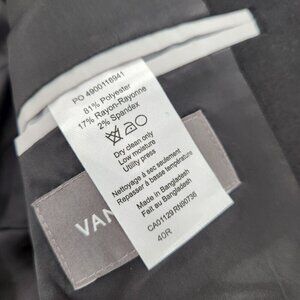 PO 4900116941
81% Polyester
17% Rayon-Rayonne
2% Spandex
Dry clean only
Low moisture
Utility press
Nettoyage à sec seulement
Repasser à basse température
Made in Bangladesh
Fait au Bangladesh
CA01129 RN90736
40R
VAN